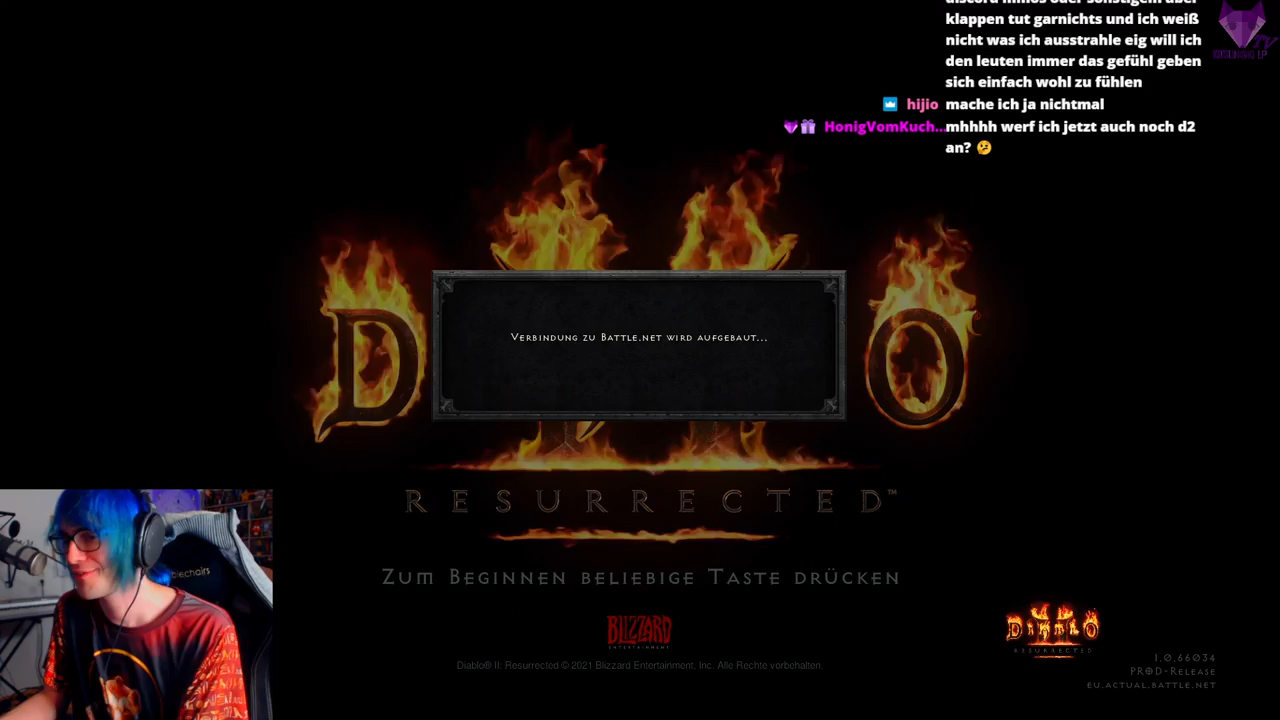 klappen tut garnichts und ich weiß
nicht was ich ausstrahle eig will ich
den leuten immer das gefühl geben
sich einfach wohl zu fühlen
hijio mache ich ja nichtmal
HonigVomKuch... mhhhh werf ich jetzt auch noch d2
an? 🤔
Verbindung zu Battle.net wird aufgebaut...
RESURRECTED™
Zum Beginnen beliebige Taste drücken
BLIZZARD
ENTERTAINMENT
Diablo® II: Resurrected © 2021 Blizzard Entertainment, Inc. Alle Rechte vorbehalten.
DIABLO
RESURRECTED
1.0.66034
PROD-Release
eu.actual.battle.net